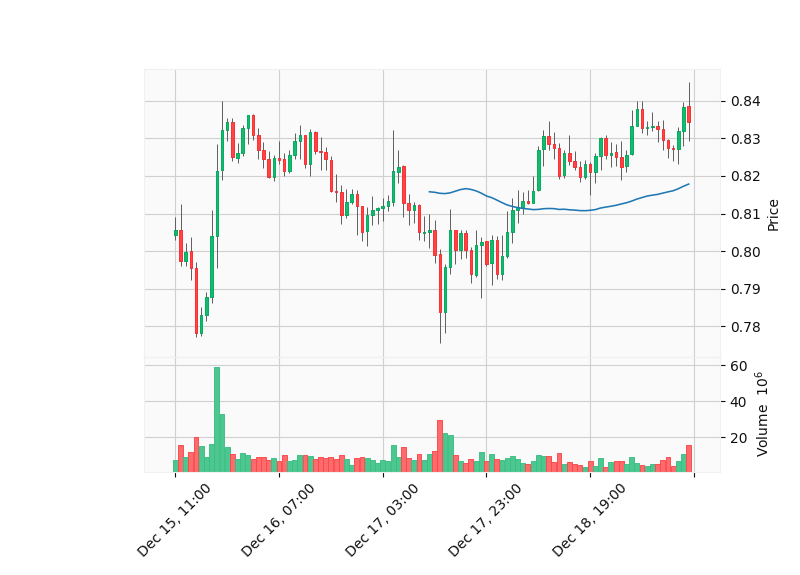 0.84
0.83
0.82
0.81
0.80
0.79
0.78
Price
60
40
20
Volume 10⁶
Dec 15, 11:00
Dec 16, 07:00
Dec 17, 03:00
Dec 17, 23:00
Dec 18, 19:00